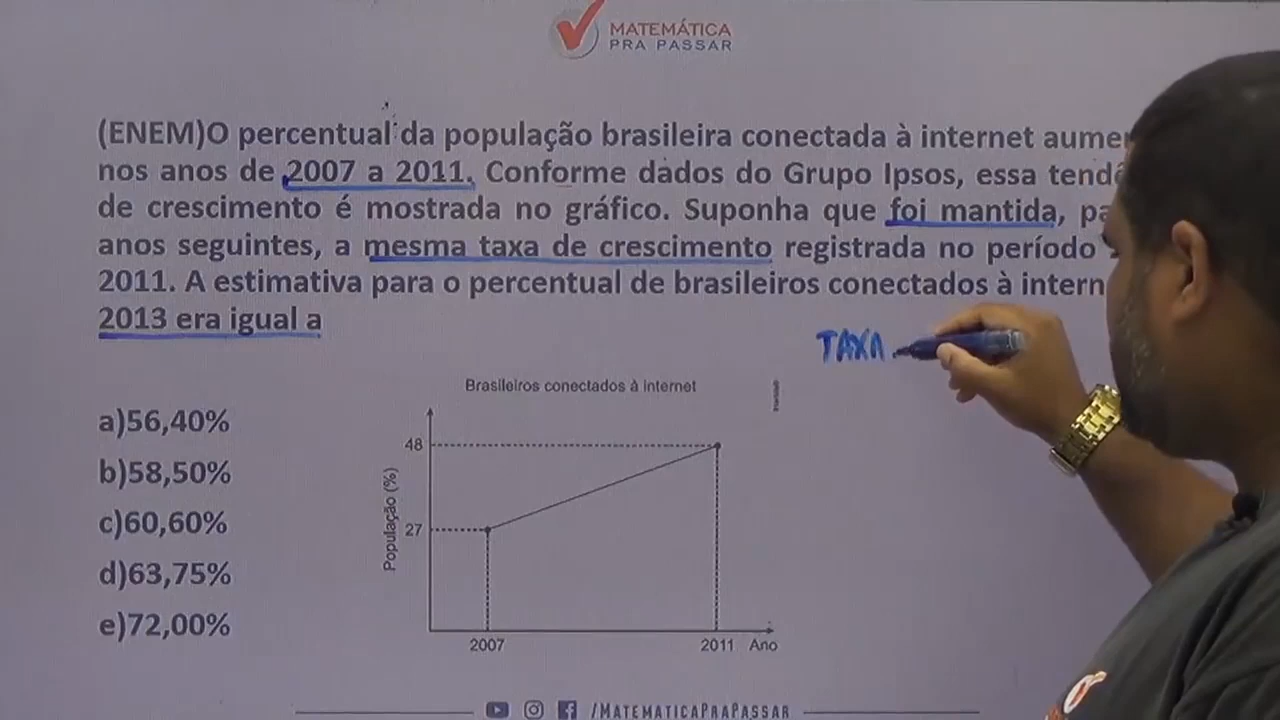 MATEMÁTICA
PRA PASSAR
(ENEM)O percentual da população brasileira conectada à internet aumen
nos anos de 2007 a 2011. Conforme dados do Grupo Ipsos, essa tendê
de crescimento é mostrada no gráfico. Suponha que foi mantida, pa
anos seguintes, a mesma taxa de crescimento registrada no período
2011. A estimativa para o percentual de brasileiros conectados à intern
2013 era igual a
TAXA
a)56,40%
b)58,50%
c)60,60%
d)63,75%
e)72,00%
Brasileiros conectados à internet
População (%)
48
27
2007
2011 Ano
/MATEMATICAPRAPASSAR